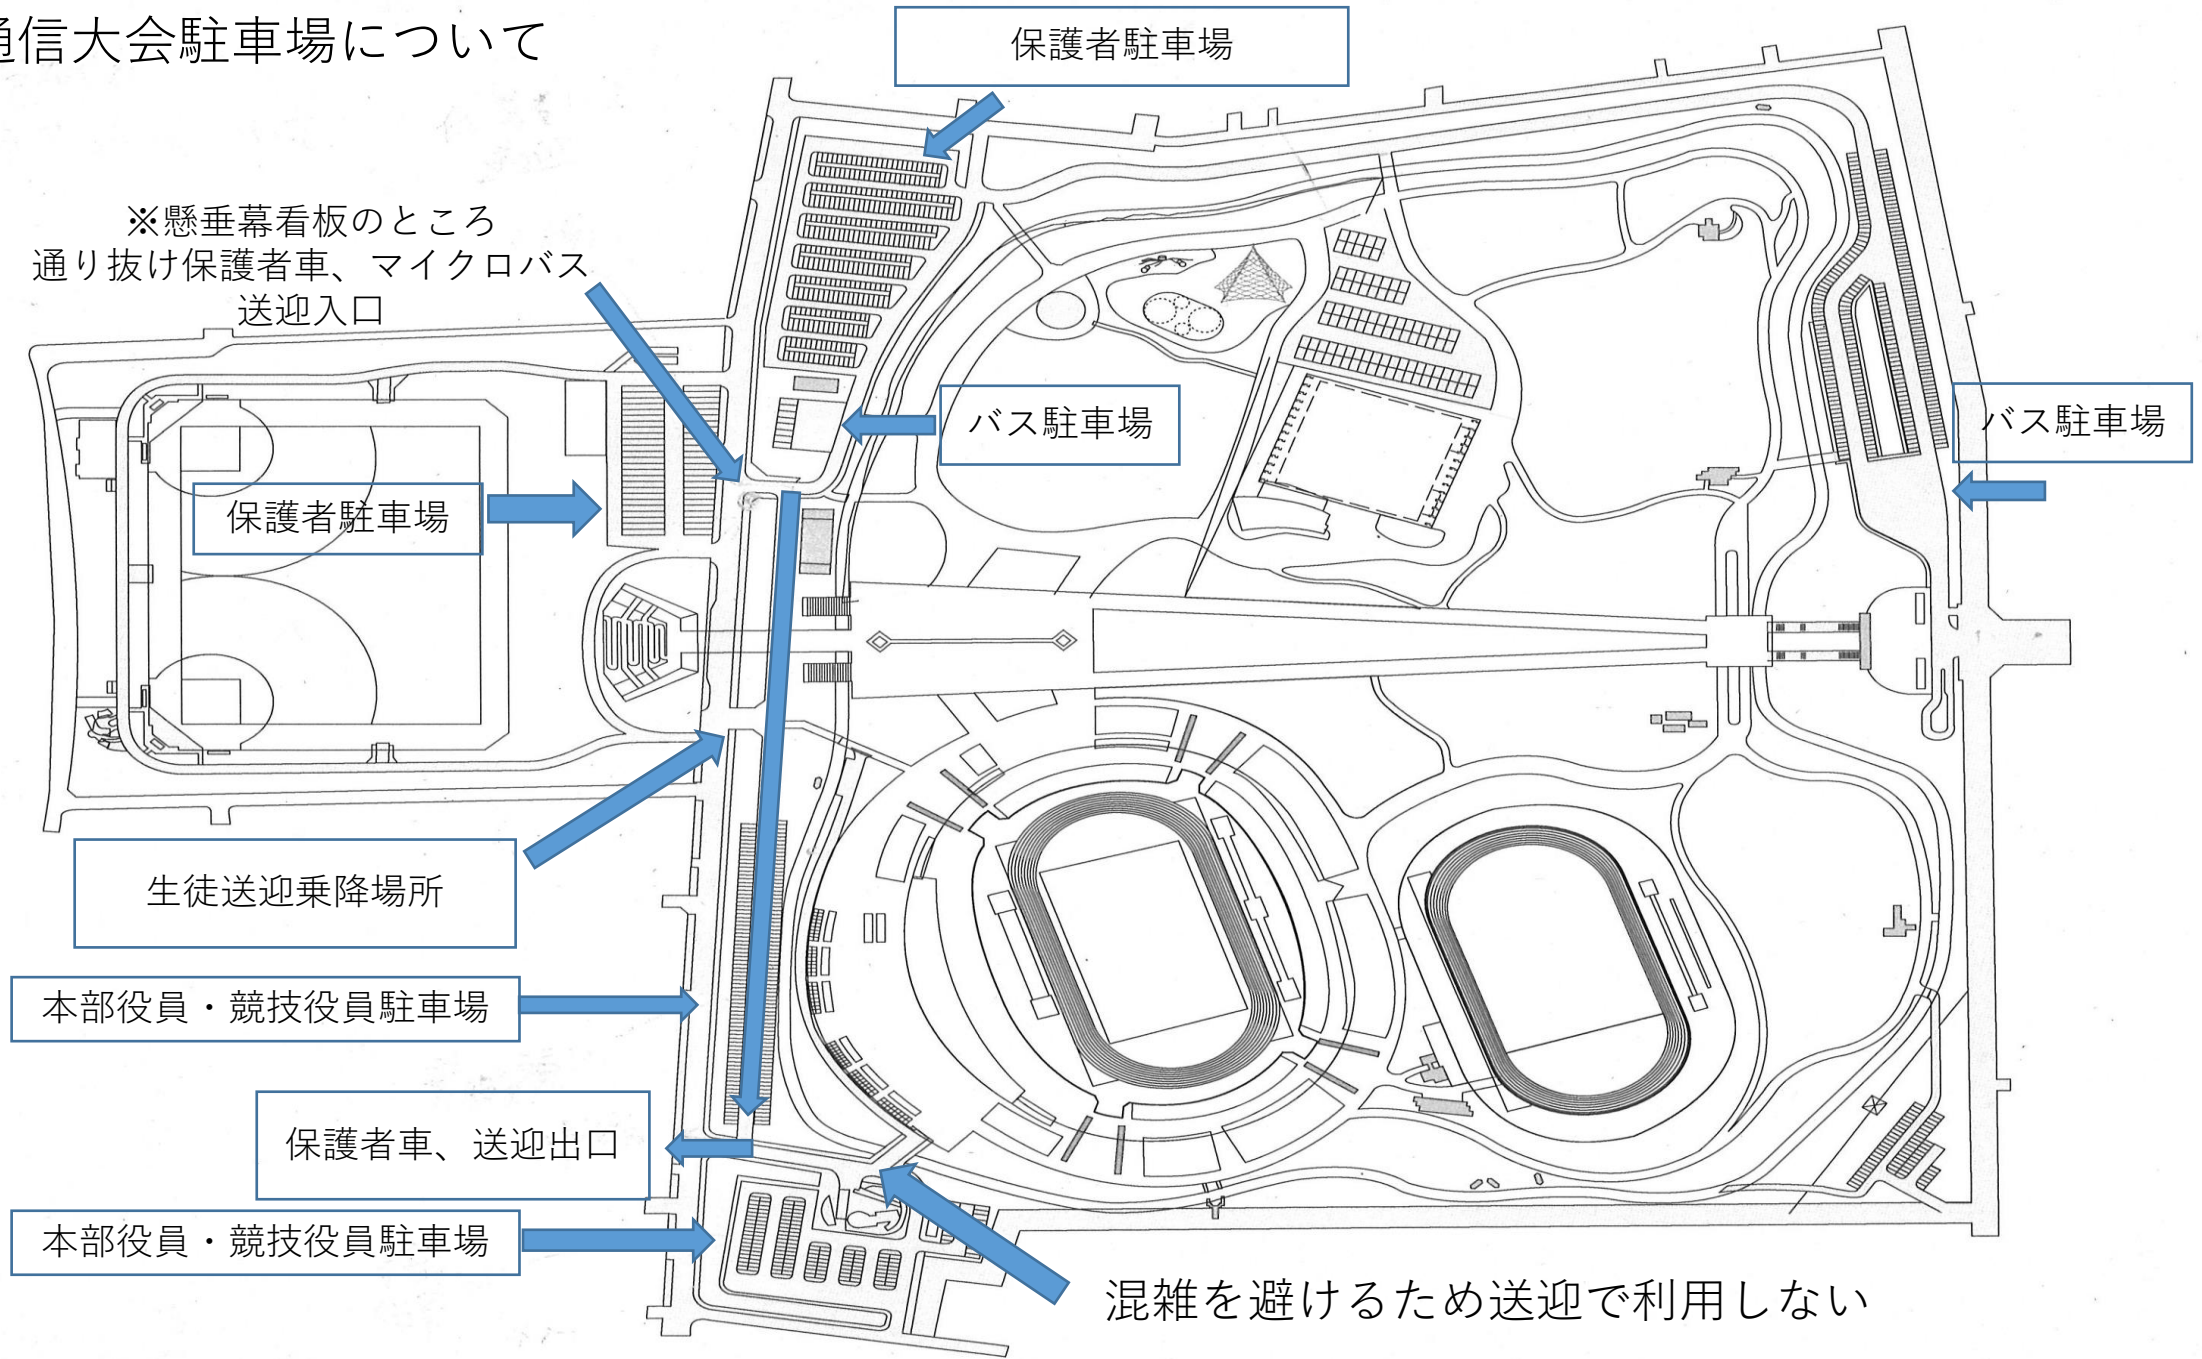 通信大会駐車場について
保護者駐車場
※懸垂幕看板のところ
通り抜け保護者車、マイクロバス
送迎入口
バス駐車場
バス駐車場
保護者駐車場
生徒送迎乗降場所
本部役員・競技役員駐車場
保護者車、送迎出口
本部役員・競技役員駐車場
混雑を避けるため送迎で利用しない